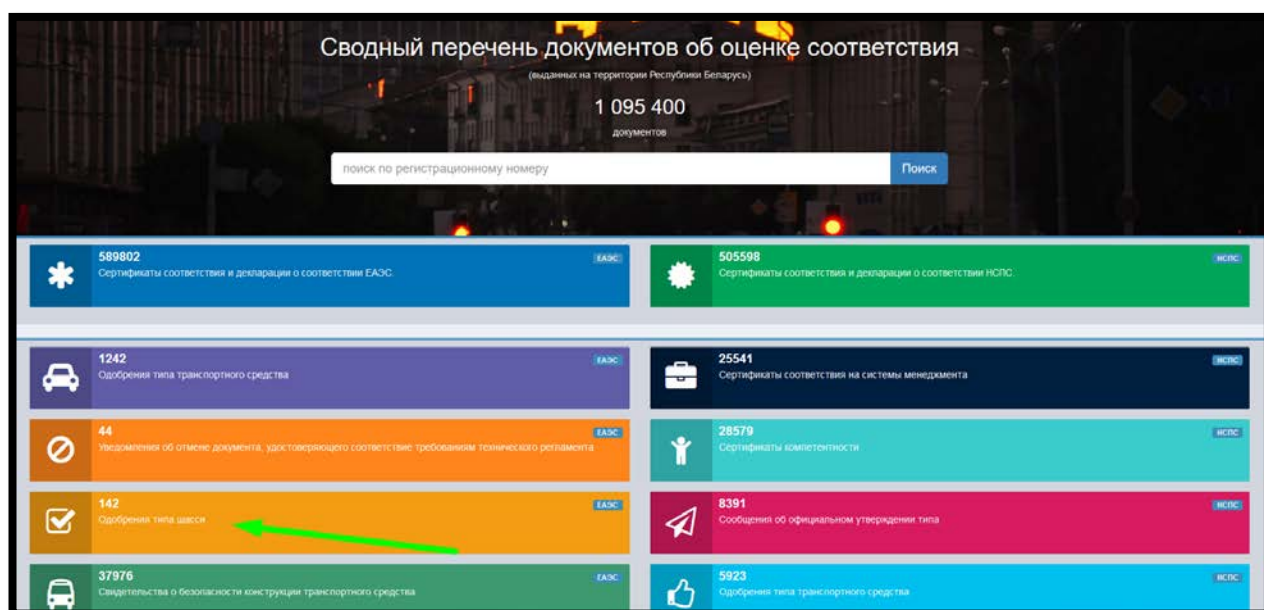 Сводный перечень документов об оценке соответствия
(выданных на территории Республики Беларусь)
1 095 400
документов
поиск по регистрационному номеру
Поиск
589802
ЕАЭС
Сертификаты соответствия и декларации о соответствии ЕАЭС.
505598
НСПС
Сертификаты соответствия и декларации о соответствии НСПС.
1242
ЕАЭС
Одобрения типа транспортного средства
25541
НСПС
Сертификаты соответствия на системы менеджмента
44
ЕАЭС
Уведомления об отмене документа, удостоверяющего соответствие требованиям технического регламента
28579
НСПС
Сертификаты компетентности
142
ЕАЭС
Одобрения типа шасси
8391
НСПС
Сообщения об официальном утверждении типа
37976
ЕАЭС
Свидетельства о безопасности конструкции транспортного средства
5923
НСПС
Одобрения типа транспортного средства